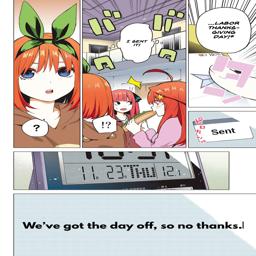 I SENT
IT!
...LABOR
THANKS-
GIVING
DAY?
?
!?
Sent
11.23 THU 12.1
We've got the day off, so no thanks.